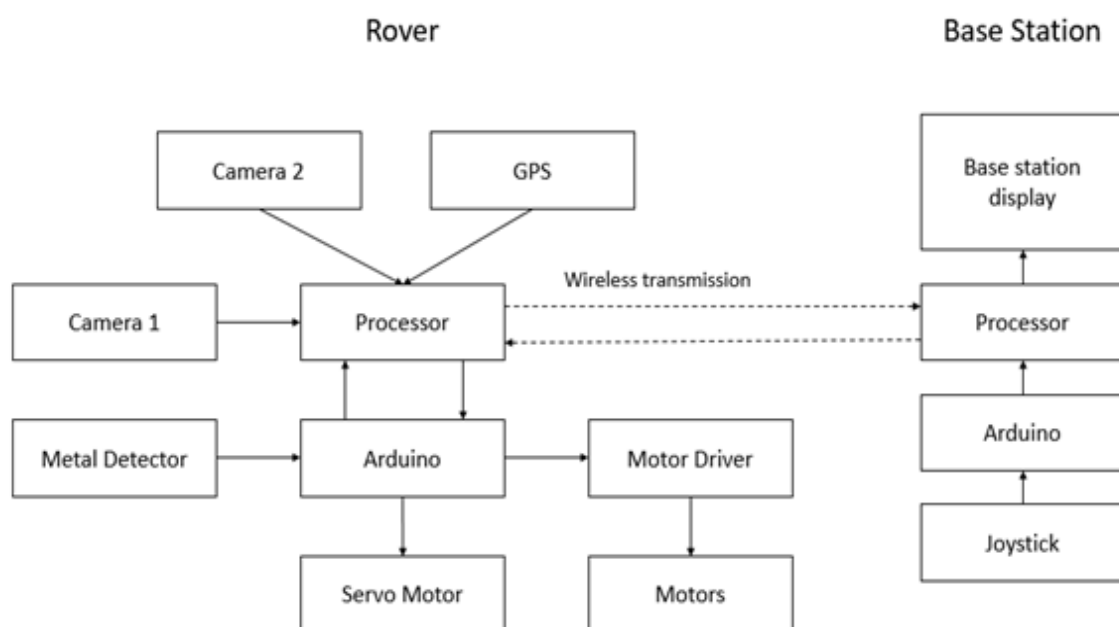 Rover
Base Station
Camera 2
GPS
Base station
display
Wireless transmission
Camera 1
Processor
Processor
Metal Detector
Arduino
Motor Driver
Arduino
Servo Motor
Motors
Joystick